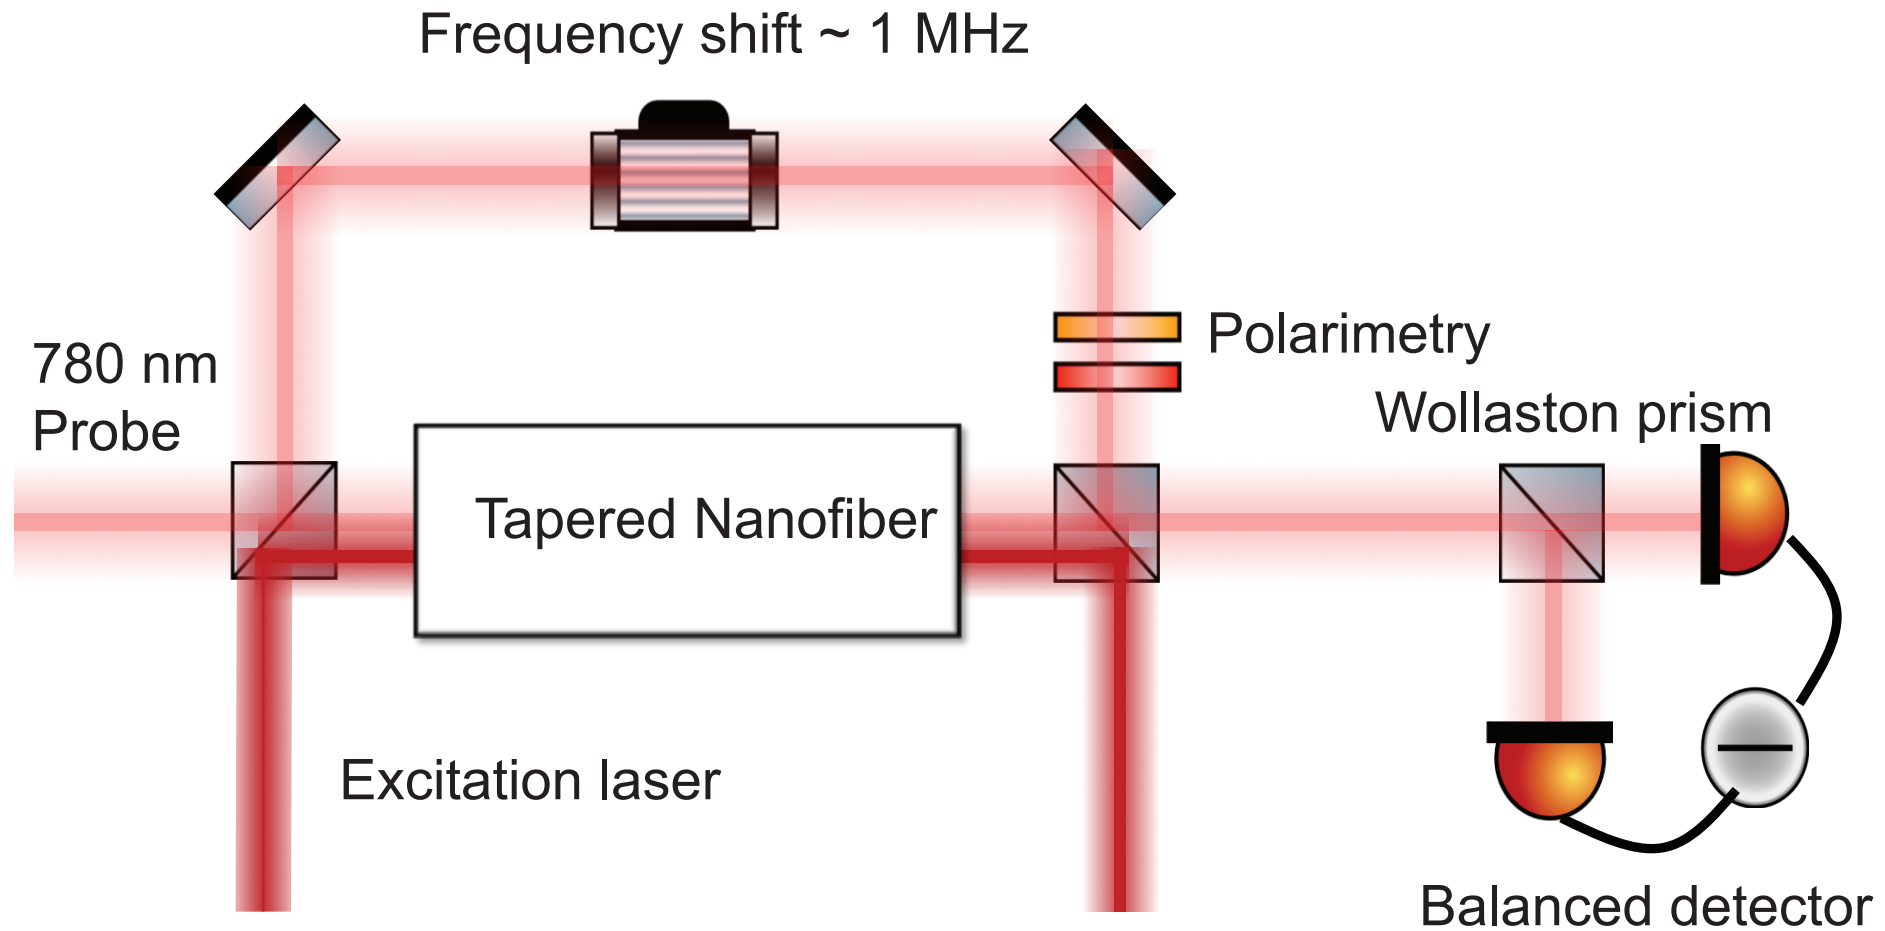 Frequency shift ~ 1 MHz
780 nm
Probe
Polarimetry
Wollaston prism
Tapered Nanofiber
Excitation laser
Balanced detector